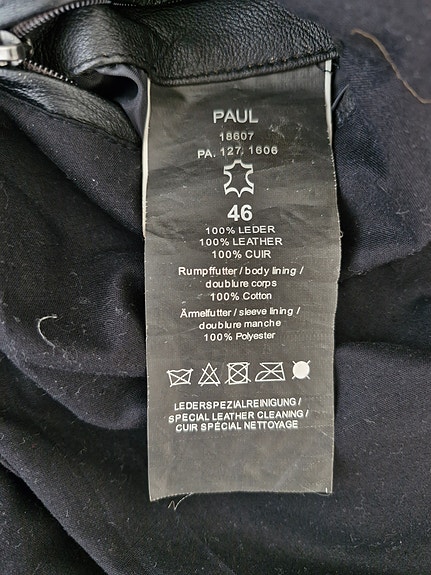 PAUL
18607
PA. 127, 1606
46
100% LEDER
100% LEATHER
100% CUIR
Rumpffutter / body lining /
doublure corps
100% Cotton
Ärmelfutter / sleeve lining /
doublure manche
100% Polyester
LEDERSPEZIALREINIGUNG /
SPECIAL LEATHER CLEANING /
CUIR SPÉCIAL NETTOYAGE